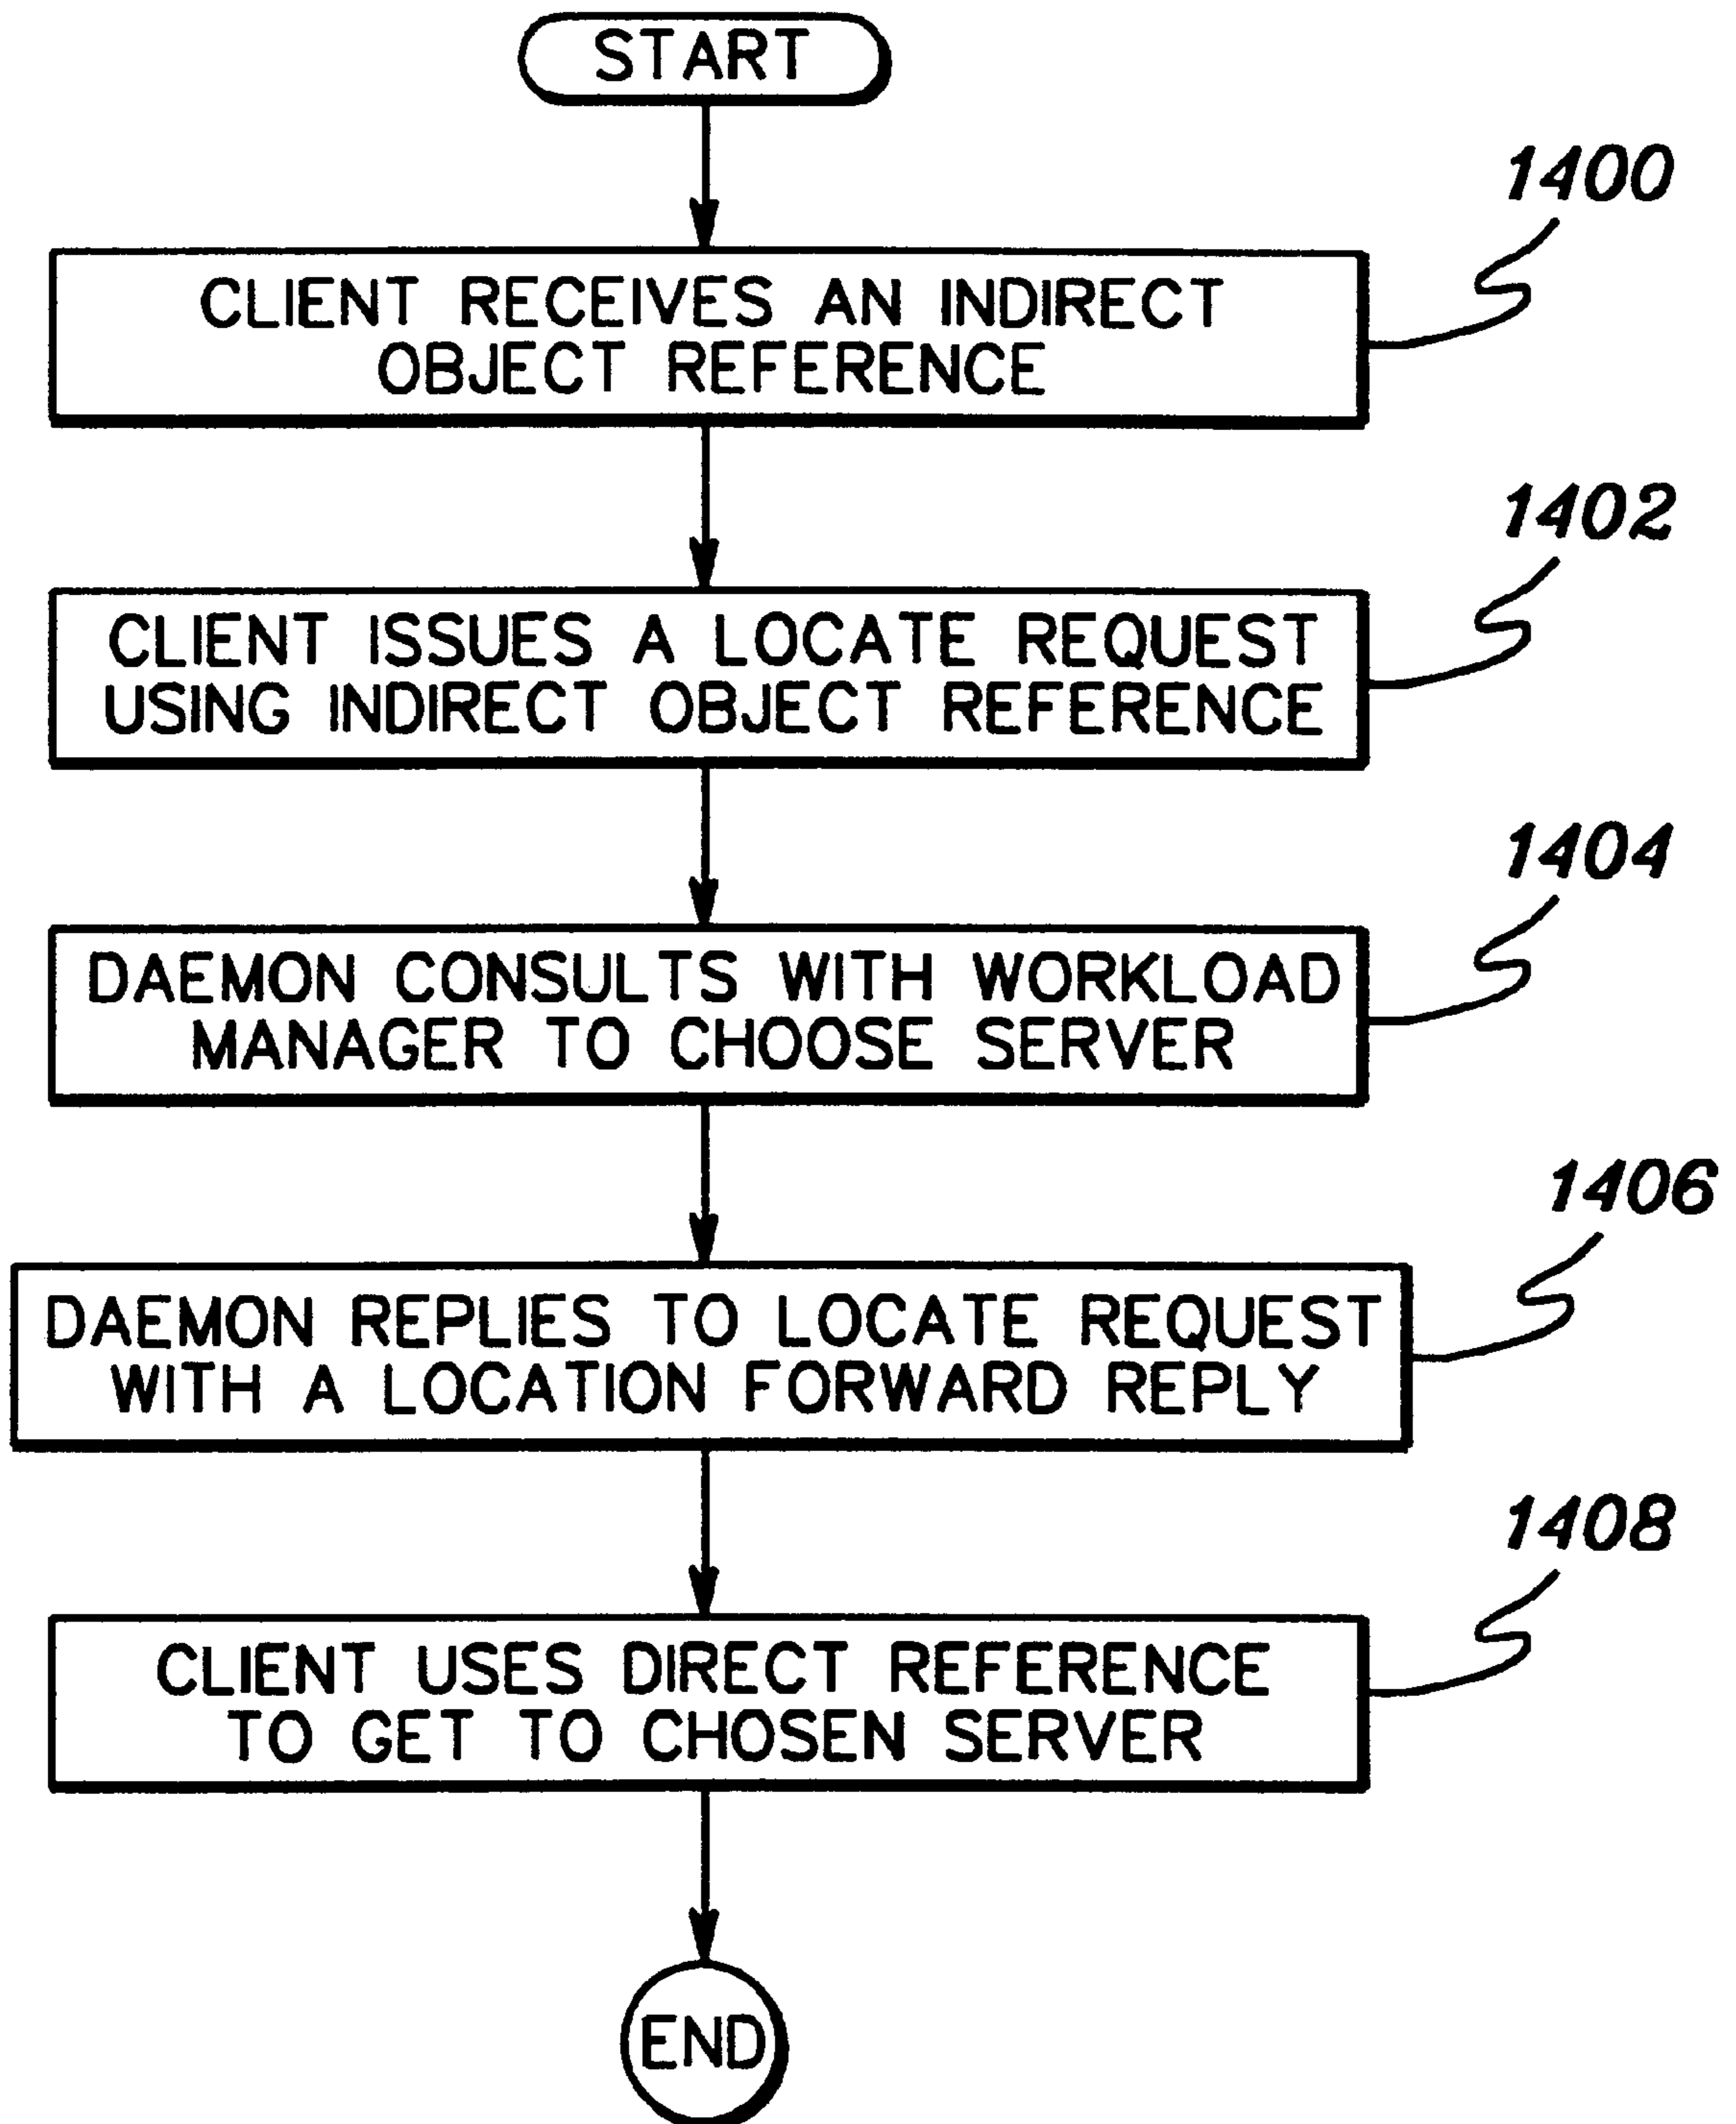 START
1400
CLIENT RECEIVES AN INDIRECT
OBJECT REFERENCE
1402
CLIENT ISSUES A LOCATE REQUEST
USING INDIRECT OBJECT REFERENCE
1404
DAEMON CONSULTS WITH WORKLOAD
MANAGER TO CHOOSE SERVER
1406
DAEMON REPLIES TO LOCATE REQUEST
WITH A LOCATION FORWARD REPLY
1408
CLIENT USES DIRECT REFERENCE
TO GET TO CHOSEN SERVER
END